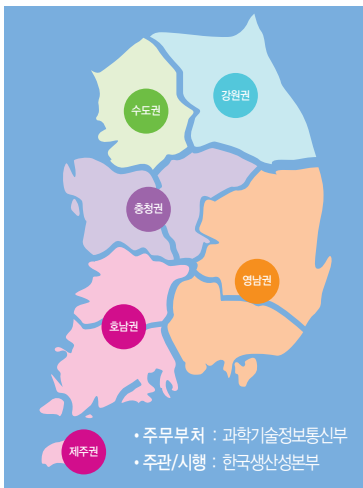 강원권
수도권
충청권
영남권
호남권
제주권
• 주무부처 : 과학기술정보통신부
• 주관/시행 : 한국생산성본부